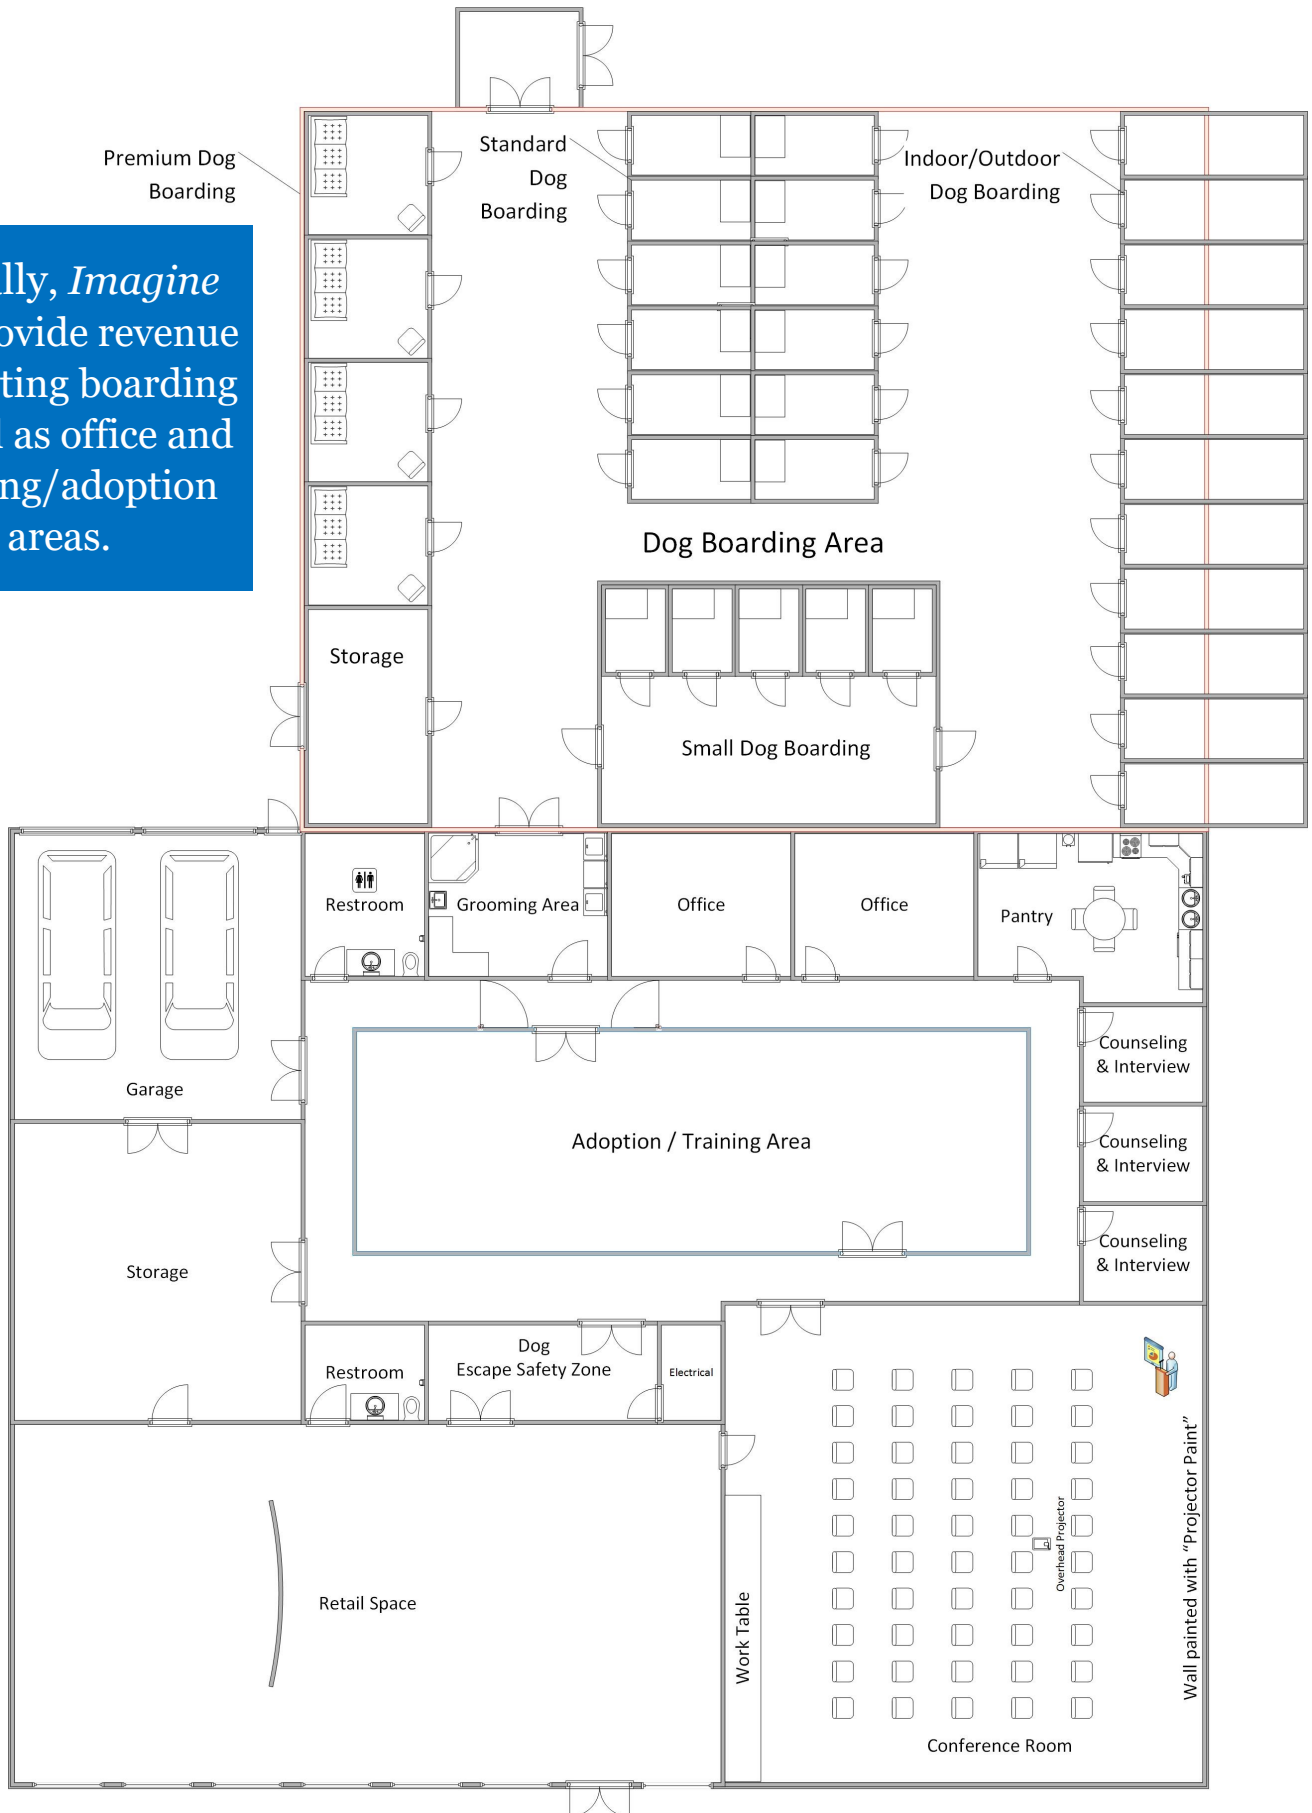 Premium Dog
Boarding
Standard
Dog
Boarding
Indoor/Outdoor
Dog Boarding
lly, Imagine
ovide revenue
ting boarding
l as office and
ng/adoption
areas.
Dog Boarding Area
Storage
Small Dog Boarding
Restroom
Grooming Area
Office
Office
Pantry
Garage
Counseling
& Interview
Adoption / Training Area
Counseling
& Interview
Counseling
& Interview
Storage
Dog
Escape Safety Zone
Restroom
Electrical
Retail Space
Work Table
Overhead Projector
Wall painted with “Projector Paint”
Conference Room